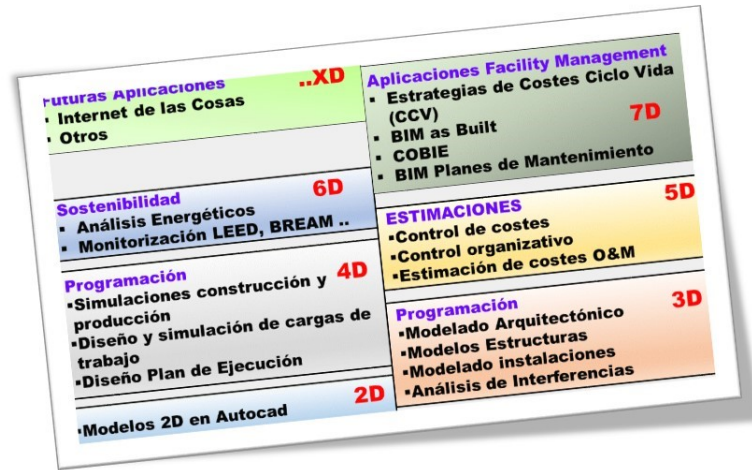 Futuras Aplicaciones ..XD
▪ Internet de las Cosas
▪ Otros
Sostenibilidad 6D
▪ Análisis Energéticos
▪ Monitorización LEED, BREAM ..
Programación 4D
▪Simulaciones construcción y
producción
▪Diseño y simulación de cargas de
trabajo
▪Diseño Plan de Ejecución
2D
▪Modelos 2D en Autocad
Aplicaciones Facility Management
▪ Estrategias de Costes Ciclo Vida
(CCV) 7D
▪ BIM as Built
▪ COBIE
▪ BIM Planes de Mantenimiento
ESTIMACIONES 5D
▪Control de costes
▪Control organizativo
▪Estimación de costes O&M
Programación 3D
▪Modelado Arquitectónico
▪Modelos Estructuras
▪Modelado instalaciones
▪Análisis de Interferencias